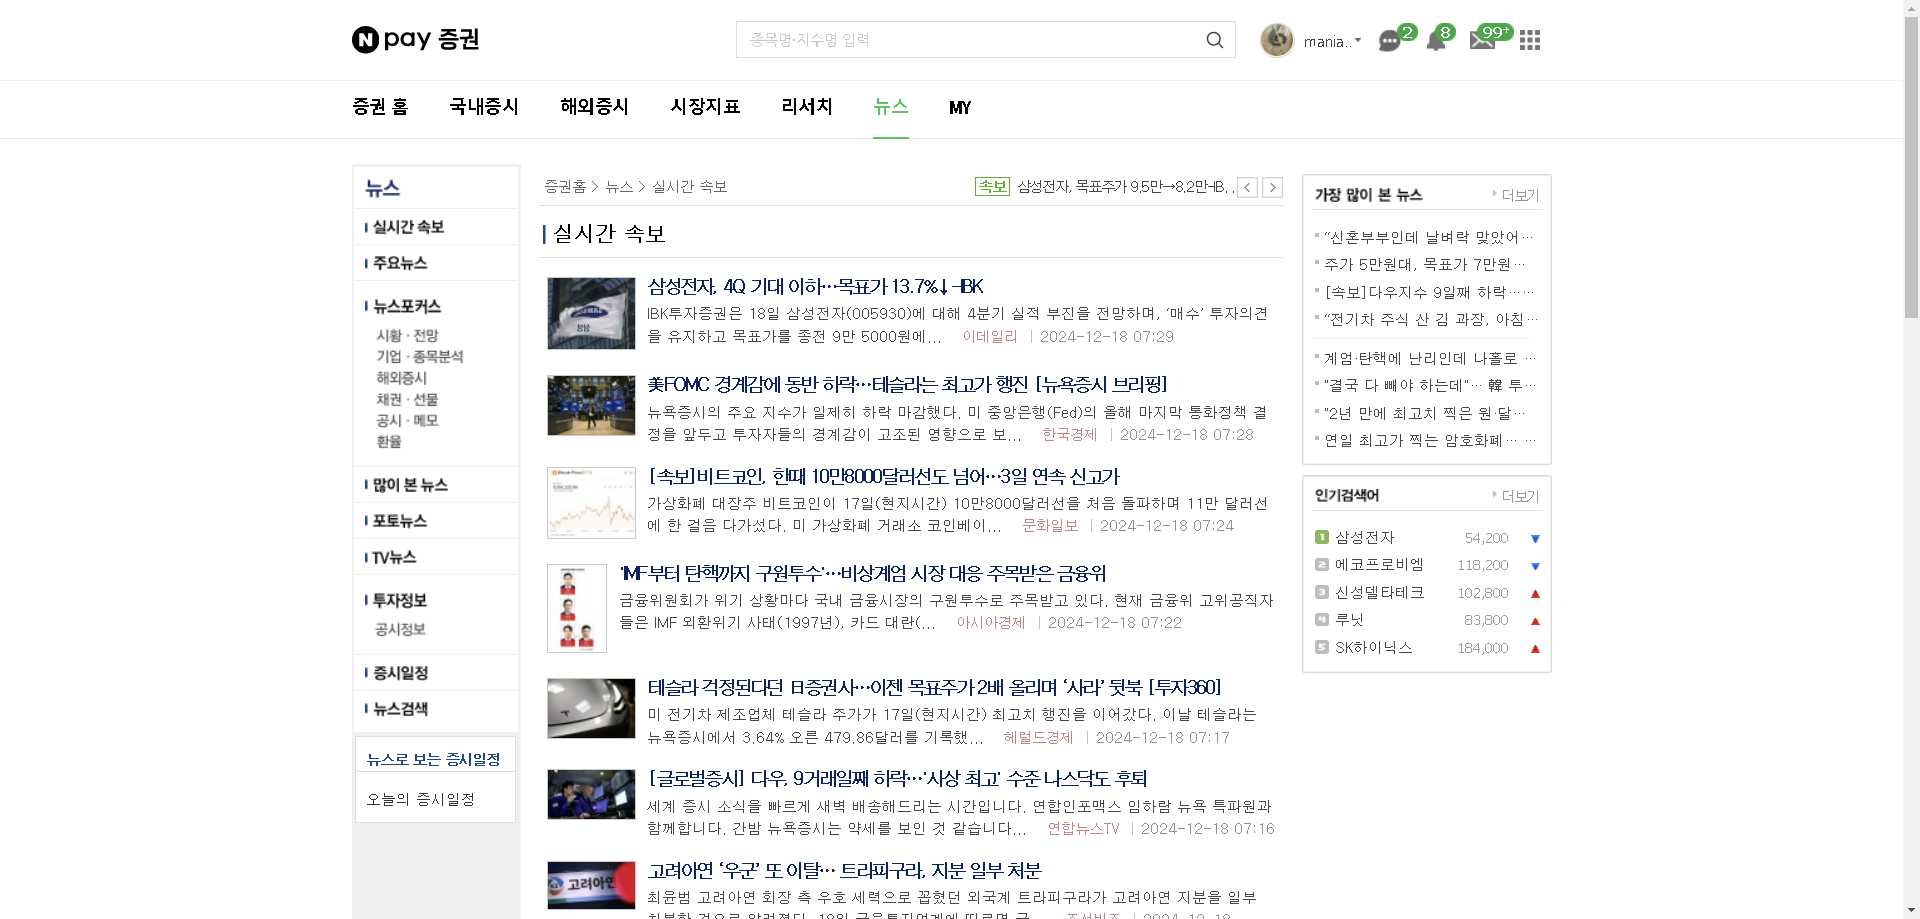 N pay 증권
종목명·지수명 입력
mania..
2
8
99+
증권 홈 국내증시 해외증시 시장지표 리서치 뉴스 MY
뉴스
실시간 속보
주요뉴스
뉴스포커스
시황 · 전망
기업 · 종목분석
해외증시
채권 · 선물
공시 · 메모
환율
많이 본 뉴스
포토뉴스
TV뉴스
투자정보
공시정보
증시일정
뉴스검색
뉴스로 보는 증시일정
오늘의 증시일정
증권홈 > 뉴스 > 실시간 속보
속보 삼성전자, 목표주가 9.5만→8.2만-IB..
실시간 속보
삼성전자, 4Q 기대 이하…목표가 13.7%↓-IBK
IBK투자증권은 18일 삼성전자(005930)에 대해 4분기 실적 부진을 전망하며, ‘매수’ 투자의견
을 유지하고 목표가를 종전 9만 5000원에... 이데일리 | 2024-12-18 07:29
美FOMC 경계감에 동반 하락…테슬라는 최고가 행진 [뉴욕증시 브리핑]
뉴욕증시의 주요 지수가 일제히 하락 마감했다. 미 중앙은행(Fed)의 올해 마지막 통화정책 결
정을 앞두고 투자자들의 경계감이 고조된 영향으로 보... 한국경제 | 2024-12-18 07:28
[속보]비트코인, 한때 10만8000달러선도 넘어…3일 연속 신고가
가상화폐 대장주 비트코인이 17일(현지시간) 10만8000달러선을 처음 돌파하며 11만 달러선
에 한 걸음 다가섰다. 미 가상화폐 거래소 코인베이... 문화일보 | 2024-12-18 07:24
'IMF부터 탄핵까지 구원투수'…비상계엄 시장 대응 주목받은 금융위
금융위원회가 위기 상황마다 국내 금융시장의 구원투수로 주목받고 있다. 현재 금융위 고위공직자
들은 IMF 외환위기 사태(1997년), 카드 대란(... 아시아경제 | 2024-12-18 07:22
테슬라 걱정된다던 日증권사…이젠 목표주가 2배 올리며 ‘사라’ 뒷북 [투자360]
미 전기차 제조업체 테슬라 주가가 17일(현지시간) 최고치 행진을 이어갔다. 이날 테슬라는
뉴욕증시에서 3.64% 오른 479.86달러를 기록했... 헤럴드경제 | 2024-12-18 07:17
[글로벌증시] 다우, 9거래일째 하락…'사상 최고' 수준 나스닥도 후퇴
세계 증시 소식을 빠르게 새벽 배송해드리는 시간입니다. 연합인포맥스 임하람 뉴욕 특파원과
함께합니다. 간밤 뉴욕증시는 약세를 보인 것 같습니다... 연합뉴스TV | 2024-12-18 07:16
고려아연
고려아연 ‘우군’ 또 이탈… 트라피구라, 지분 일부 처분
최윤범 고려아연 회장 측 우호 세력으로 꼽혔던 외국계 트라피구라가 고려아연 지분을 일부
가장 많이 본 뉴스 더보기
“신혼부부인데 날벼락 맞았어…
주가 5만원대, 목표가 7만원…
[속보]다우지수 9일째 하락……
“전기차 주식 산 김 과장, 아침…
계엄·탄핵에 난리인데 나홀로 …
"결국 다 빼야 하는데"… 韓 투…
"2년 만에 최고치 찍은 원·달…
연일 최고가 찍는 암호화폐… …
인기검색어 더보기
1 삼성전자 54,200 ▼
2 에코프로비엠 118,200 ▼
3 신성델타테크 102,800 ▲
4 루닛 83,800 ▲
5 SK하이닉스 184,000 ▲